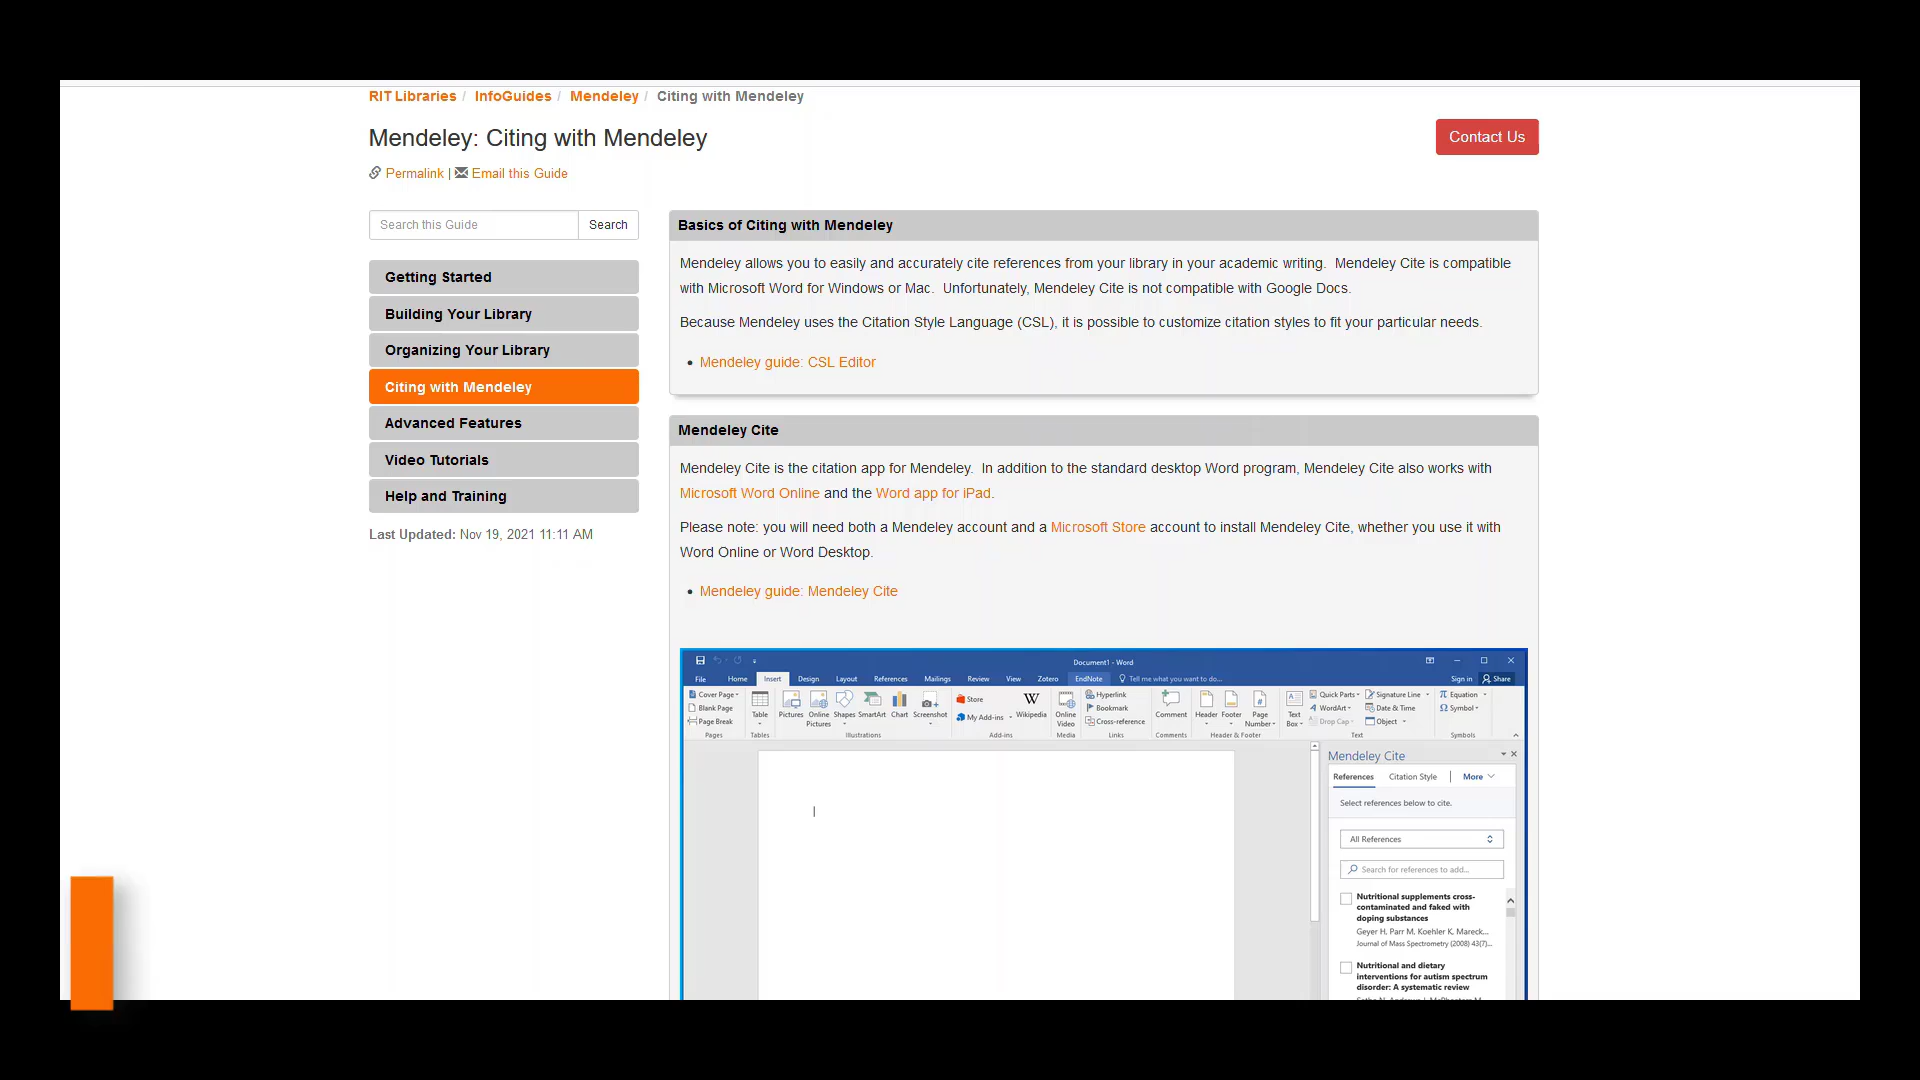 RIT Libraries / InfoGuides / Mendeley / Citing with Mendeley
Mendeley: Citing with Mendeley
Contact Us
Permalink | Email this Guide
Search this Guide Search
Getting Started
Building Your Library
Organizing Your Library
Citing with Mendeley
Advanced Features
Video Tutorials
Help and Training
Last Updated: Nov 19, 2021 11:11 AM
Basics of Citing with Mendeley
Mendeley allows you to easily and accurately cite references from your library in your academic writing. Mendeley Cite is compatible
with Microsoft Word for Windows or Mac. Unfortunately, Mendeley Cite is not compatible with Google Docs.
Because Mendeley uses the Citation Style Language (CSL), it is possible to customize citation styles to fit your particular needs.
• Mendeley guide: CSL Editor
Mendeley Cite
Mendeley Cite is the citation app for Mendeley. In addition to the standard desktop Word program, Mendeley Cite also works with
Microsoft Word Online and the Word app for iPad.
Please note: you will need both a Mendeley account and a Microsoft Store account to install Mendeley Cite, whether you use it with
Word Online or Word Desktop.
• Mendeley guide: Mendeley Cite
Document1 - Word
File Home Insert Design Layout References Mailings Review View Zotero EndNote Tell me what you want to do... Sign in Share
Cover Page
Blank Page
Page Break
Pages
Table
Tables
Pictures
Online Pictures
Shapes
SmartArt
Chart
Screenshot
Illustrations
Store
My Add-ins
Wikipedia
Add-ins
Online Video
Media
Hyperlink
Bookmark
Cross-reference
Links
Comment
Comments
Header
Footer
Page Number
Header & Footer
Text Box
Quick Parts
WordArt
Drop Cap
Signature Line
Date & Time
Object
Text
Equation
Symbol
Symbols
Mendeley Cite
References Citation Style | More
Select references below to cite.
All References
Search for references to add...
Nutritional supplements cross-
contaminated and faked with
doping substances
Geyer H, Parr M, Koehler K, Mareck...
Journal of Mass Spectrometry (2008) 43(7)...
Nutritional and dietary
interventions for autism spectrum
disorder: A systematic review